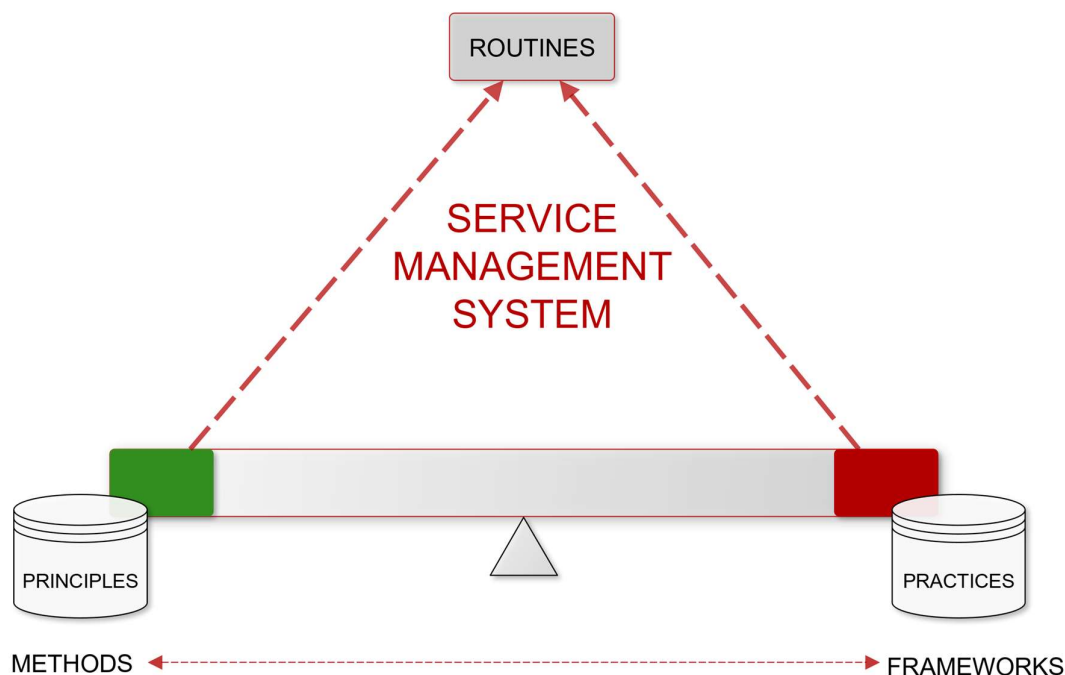 ROUTINES
SERVICE
MANAGEMENT
SYSTEM
PRINCIPLES
PRACTICES
METHODS
FRAMEWORKS